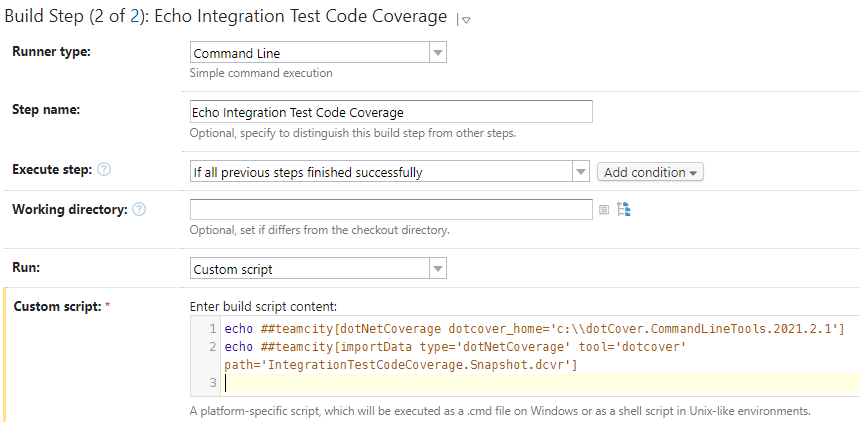 Build Step (2 of 2): Echo Integration Test Code Coverage
Runner type:
Command Line
Simple command execution
Step name:
Echo Integration Test Code Coverage
Optional, specify to distinguish this build step from other steps.
Execute step:
If all previous steps finished successfully
Add condition
Working directory:
Optional, set if differs from the checkout directory.
Run:
Custom script
Custom script: *
Enter build script content:
1 echo ##teamcity[dotNetCoverage dotcover_home='c:\\dotCover.CommandLineTools.2021.2.1']
2 echo ##teamcity[importData type='dotNetCoverage' tool='dotcover'
path='IntegrationTestCodeCoverage.Snapshot.dcvr']
3
A platform-specific script, which will be executed as a .cmd file on Windows or as a shell script in Unix-like environments.